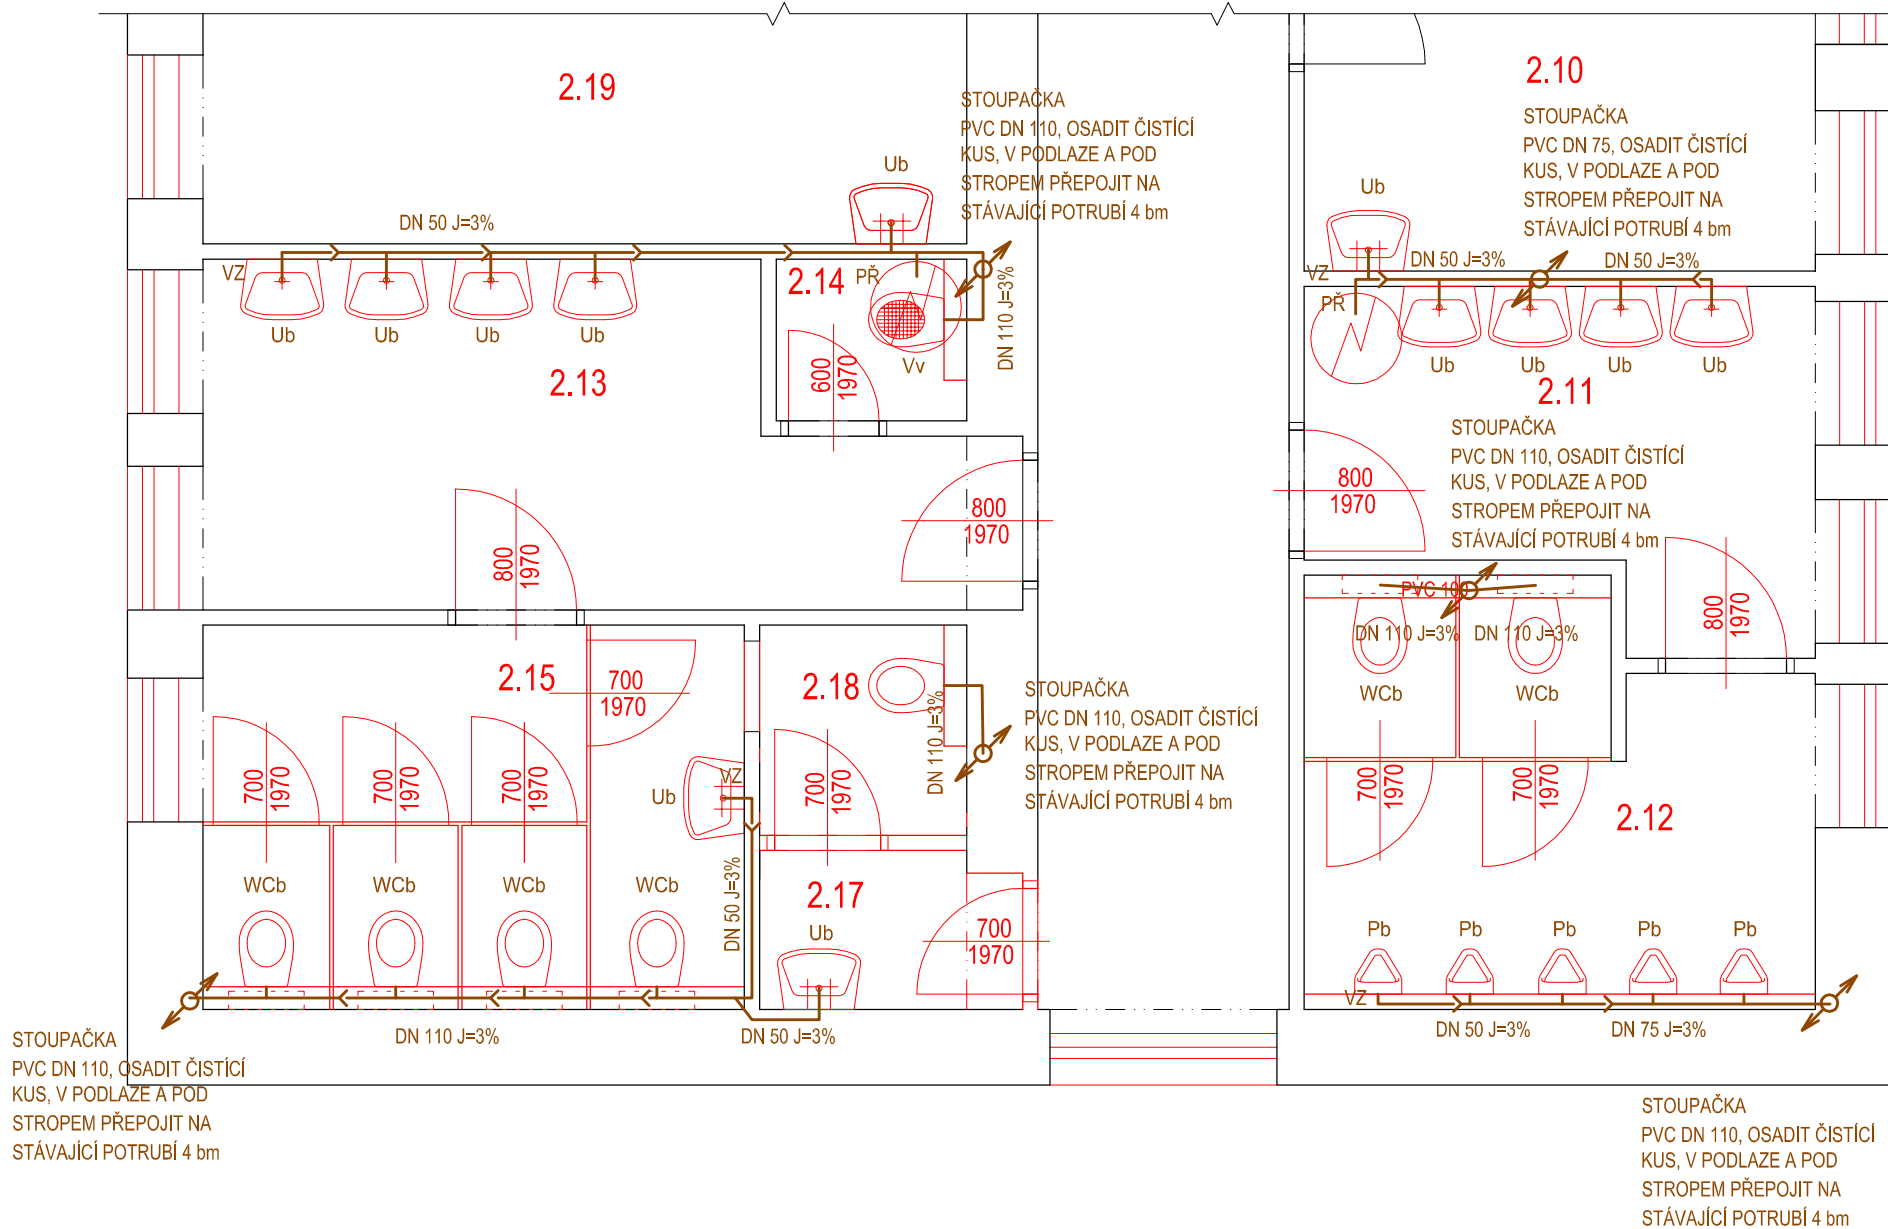 2.19
2.10
STOUPAČKA
PVC DN 110, OSADIT ČISTÍCÍ
KUS, V PODLAZE A POD
STROPEM PŘEPOJIT NA
STÁVAJÍCÍ POTRUBÍ 4 bm
STOUPAČKA
PVC DN 75, OSADIT ČISTÍCÍ
KUS, V PODLAZE A POD
STROPEM PŘEPOJIT NA
STÁVAJÍCÍ POTRUBÍ 4 bm
Ub
Ub
DN 50 J=3%
DN 50 J=3%
DN 50 J=3%
VZ
2.14
PŘ
DN 110 J=3%
VZ
PŘ
Ub
Ub
Ub
Ub
Vv
600
1970
Ub
Ub
Ub
Ub
2.13
2.11
STOUPAČKA
PVC DN 110, OSADIT ČISTÍCÍ
KUS, V PODLAZE A POD
STROPEM PŘEPOJIT NA
STÁVAJÍCÍ POTRUBÍ 4 bm
800
1970
800
1970
800
1970
PVC 100
DN 110 J=3%
DN 110 J=3%
800
1970
WCb
WCb
2.15
700
1970
2.18
DN 110 J=3%
STOUPAČKA
PVC DN 110, OSADIT ČISTÍCÍ
KUS, V PODLAZE A POD
STROPEM PŘEPOJIT NA
STÁVAJÍCÍ POTRUBÍ 4 bm
700
1970
700
1970
700
1970
Ub
VZ
700
1970
700
1970
700
1970
2.12
WCb
WCb
WCb
WCb
DN 50 J=3%
2.17
Ub
700
1970
Pb
Pb
Pb
Pb
Pb
VZ
DN 110 J=3%
DN 50 J=3%
DN 50 J=3%
DN 75 J=3%
STOUPAČKA
PVC DN 110, OSADIT ČISTÍCÍ
KUS, V PODLAZE A POD
STROPEM PŘEPOJIT NA
STÁVAJÍCÍ POTRUBÍ 4 bm
STOUPAČKA
PVC DN 110, OSADIT ČISTÍCÍ
KUS, V PODLAZE A POD
STROPEM PŘEPOJIT NA
STÁVAJÍCÍ POTRUBÍ 4 bm